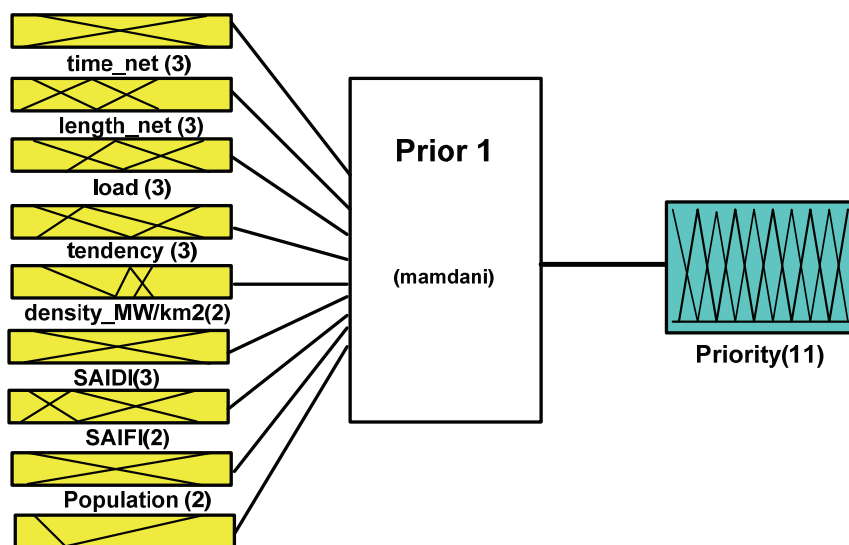 time_net (3)
length_net (3)
load (3)
tendency (3)
density_MW/km2(2)
SAIDI(3)
SAIFI(2)
Population (2)
Prior 1
(mamdani)
Priority(11)